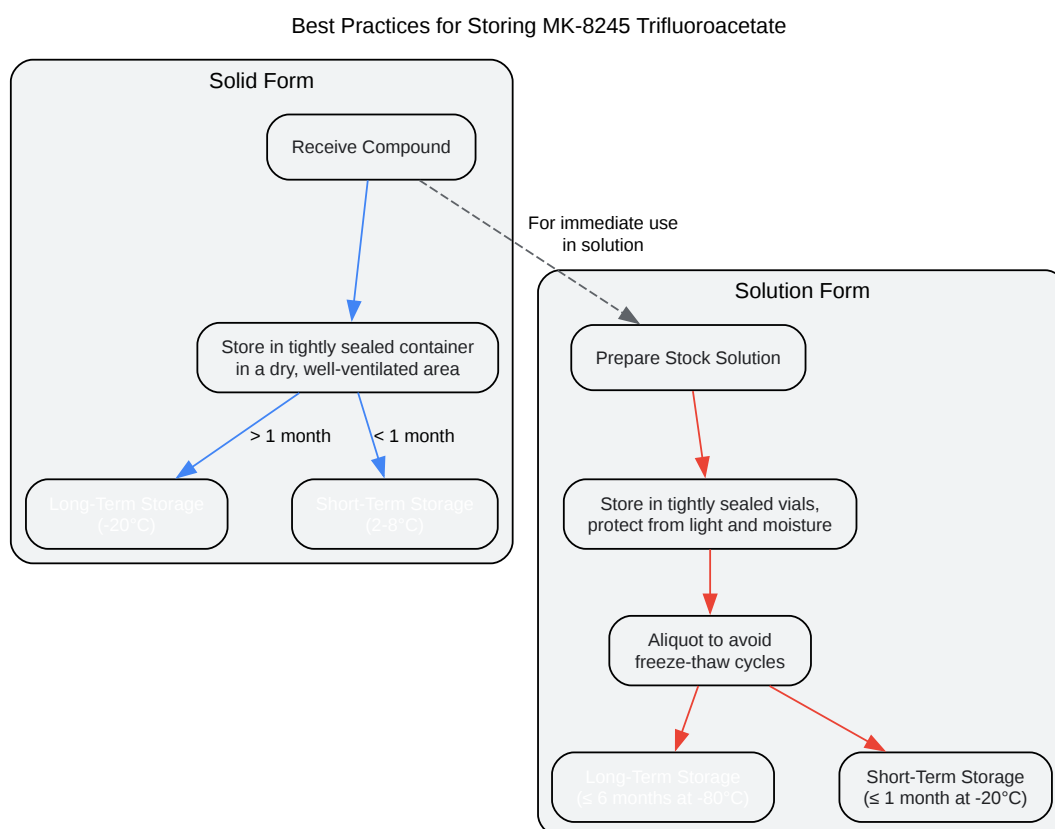 Best Practices for Storing MK-8245 Trifluoroacetate
Solid Form
Receive Compound
For immediate use
in solution
Solution Form
Prepare Stock Solution
Store in tightly sealed container
in a dry, well-ventilated area
> 1 month
< 1 month
Long-Term Storage
(-20°C)
Short-Term Storage
(2-8°C)
Store in tightly sealed vials,
protect from light and moisture
Aliquot to avoid
freeze-thaw cycles
Long-Term Storage
(≤ 6 months at -80°C)
Short-Term Storage
(≤ 1 month at -20°C)